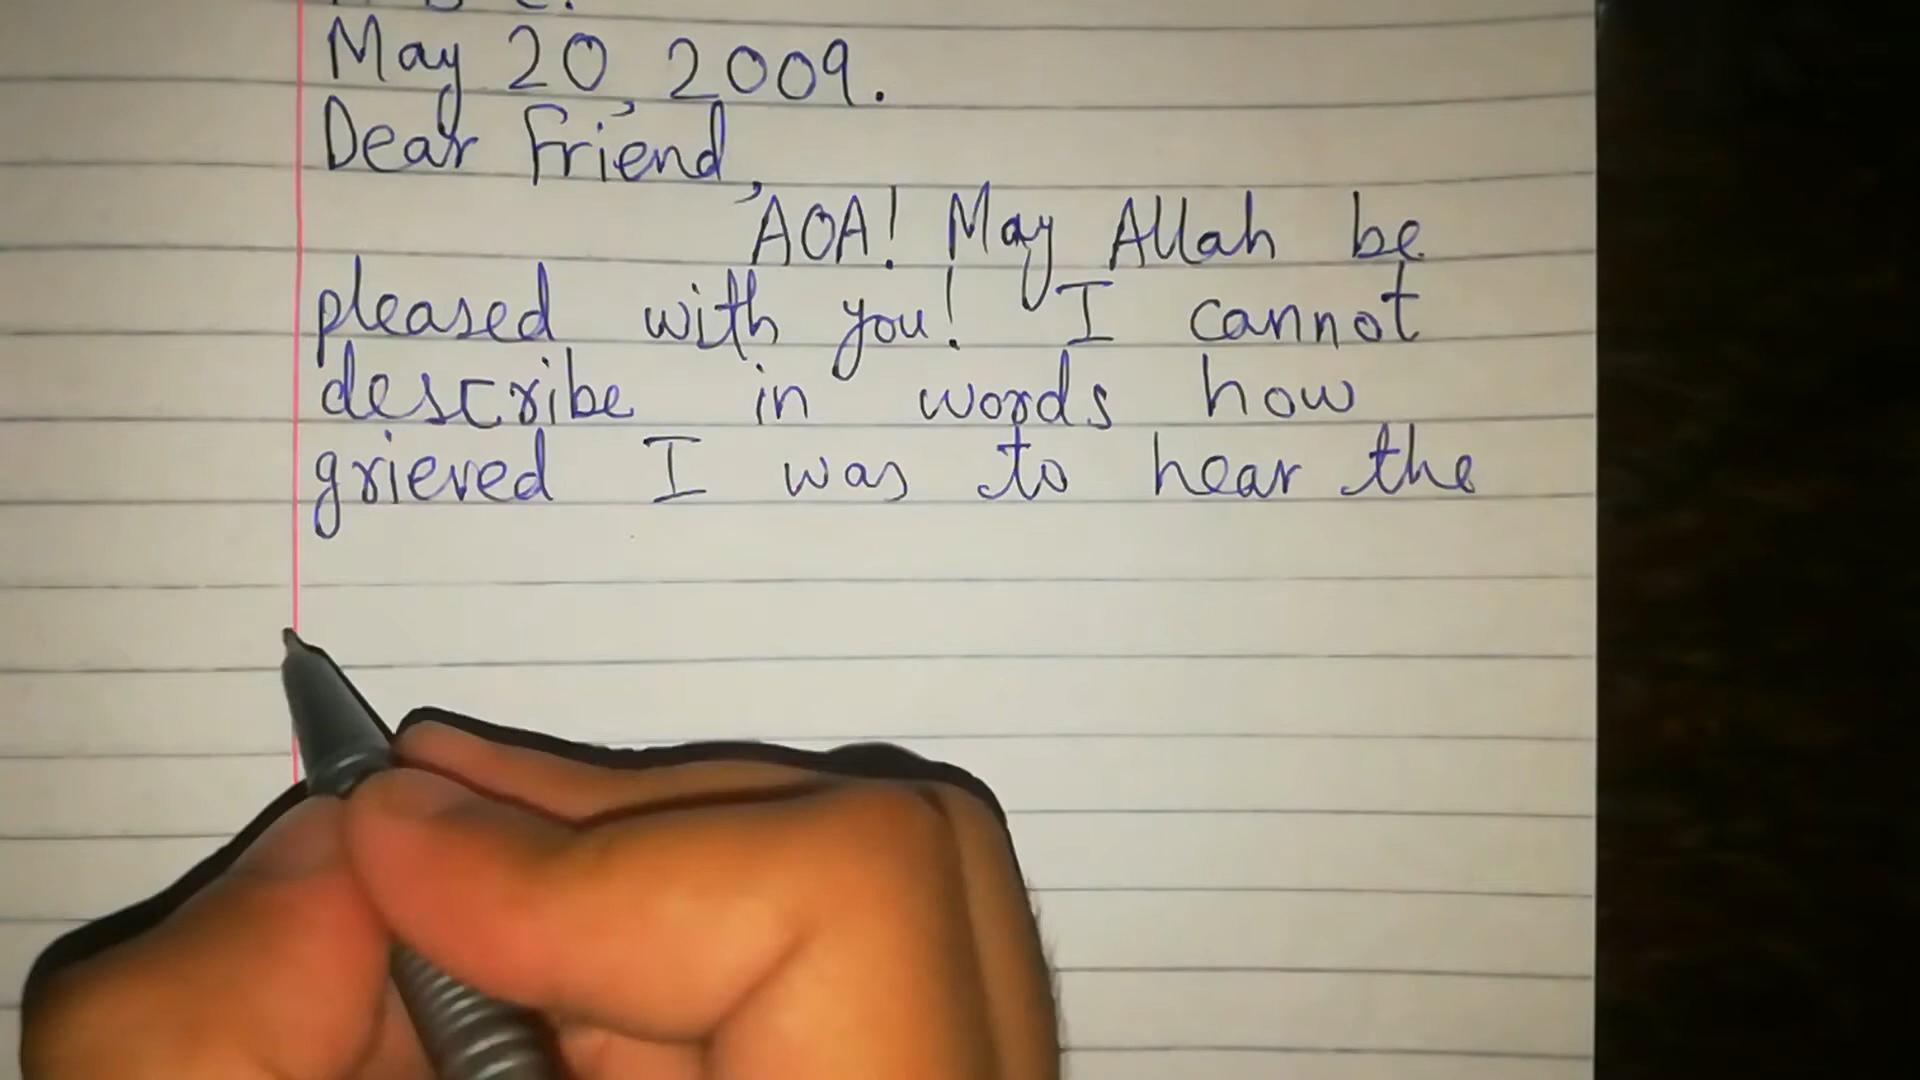 May 20, 2009.
Dear Friend,
AOA! May Allah be
pleased with you! I cannot
describe in words how
grieved I was to hear the